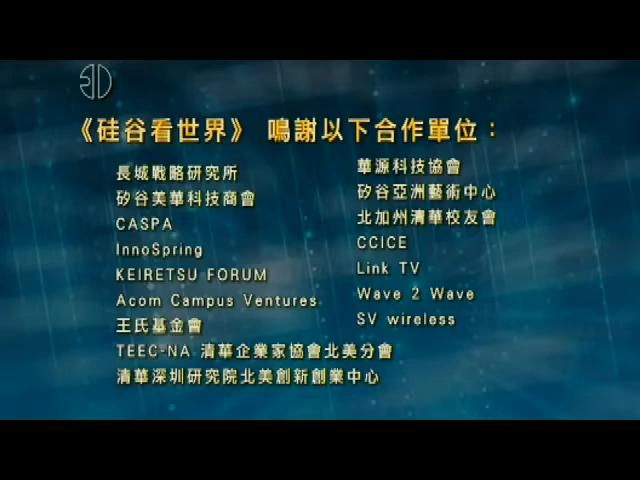 《硅谷看世界》 鳴謝以下合作單位：
長城戰略研究所
矽谷美華科技商會
CASPA
InnoSpring
KEIRETSU FORUM
Acom Campus Ventures
王氏基金會
TEEC-NA 清華企業家協會北美分會
清華深圳研究院北美創新創業中心
華源科技協會
矽谷亞洲藝術中心
北加州清華校友會
CCICE
Link TV
Wave 2 Wave
SV wireless